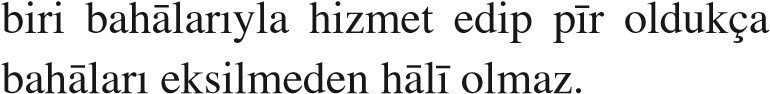 biri bahālarıyla hizmet edip pīr oldukça
bahāları eksilmeden hālī olmaz.